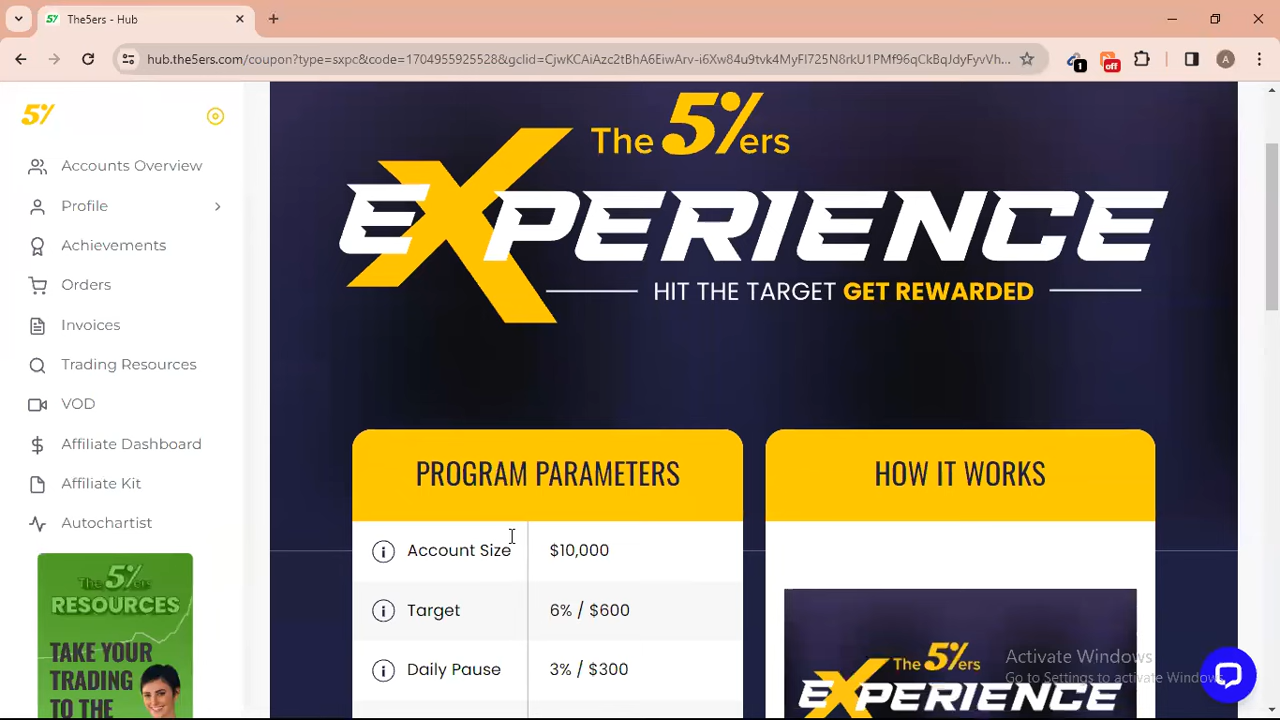 The5ers - Hub
hub.the5ers.com/coupon?type=sxpc&code=1704955925528&gclid=CjwKCAiAzc2tBhA6EiwArv-i6Xw84u9tvk4MyFl725N8rkU1PMf96qCkBqJdyFyvVh...
1
off
A
5%
Accounts Overview
Profile
Achievements
Orders
Invoices
Trading Resources
VOD
Affiliate Dashboard
Affiliate Kit
Autochartist
The 5%ers
RESOURCES
TAKE YOUR
TRADING
TO THE
The 5%ers
EXPERIENCE
HIT THE TARGET GET REWARDED
PROGRAM PARAMETERS
Account Size $10,000
Target 6% / $600
Daily Pause 3% / $300
HOW IT WORKS
The 5%ers
EXPERIENCE
Activate Windows
Go to Settings to activate Windows.